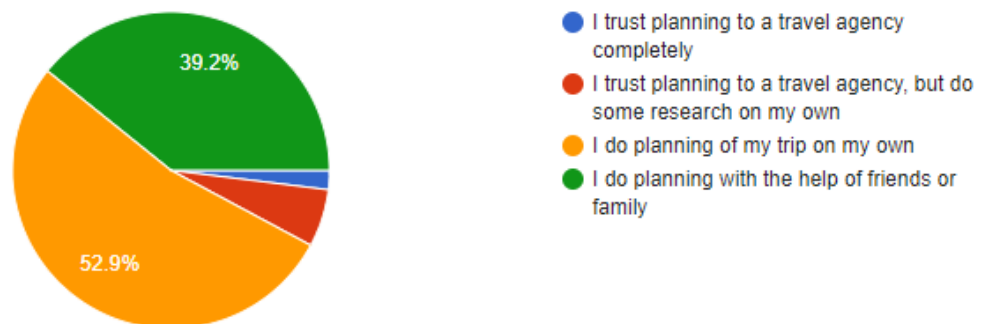 39.2%
52.9%
I trust planning to a travel agency
completely
I trust planning to a travel agency, but do
some research on my own
I do planning of my trip on my own
I do planning with the help of friends or
family